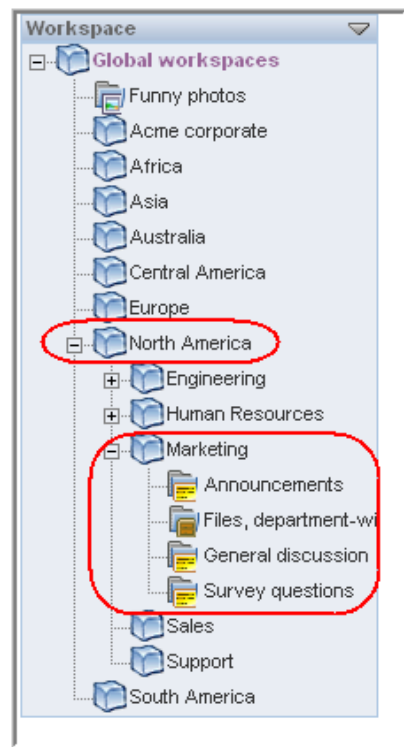 Workspace
Global workspaces
Funny photos
Acme corporate
Africa
Asia
Australia
Central America
Europe
North America
Engineering
Human Resources
Marketing
Announcements
Files, department-wi
General discussion
Survey questions
Sales
Support
South America